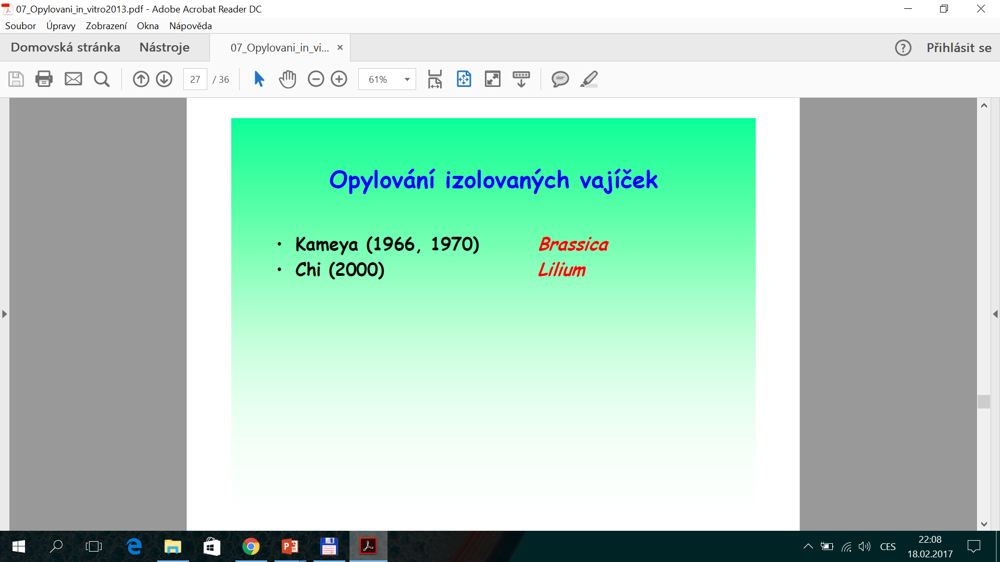 07_Opylovani_in_vitro2013.pdf - Adobe Acrobat Reader DC
Soubor Úpravy Zobrazení Okna Nápověda
Domovská stránka Nástroje 07_Opylovani_in_vi... × ? Přihlásit se
27 / 36 61%
Opylování izolovaných vajíček
• Kameya (1966, 1970) Brassica
• Chi (2000) Lilium
CES
22:08
18.02.2017